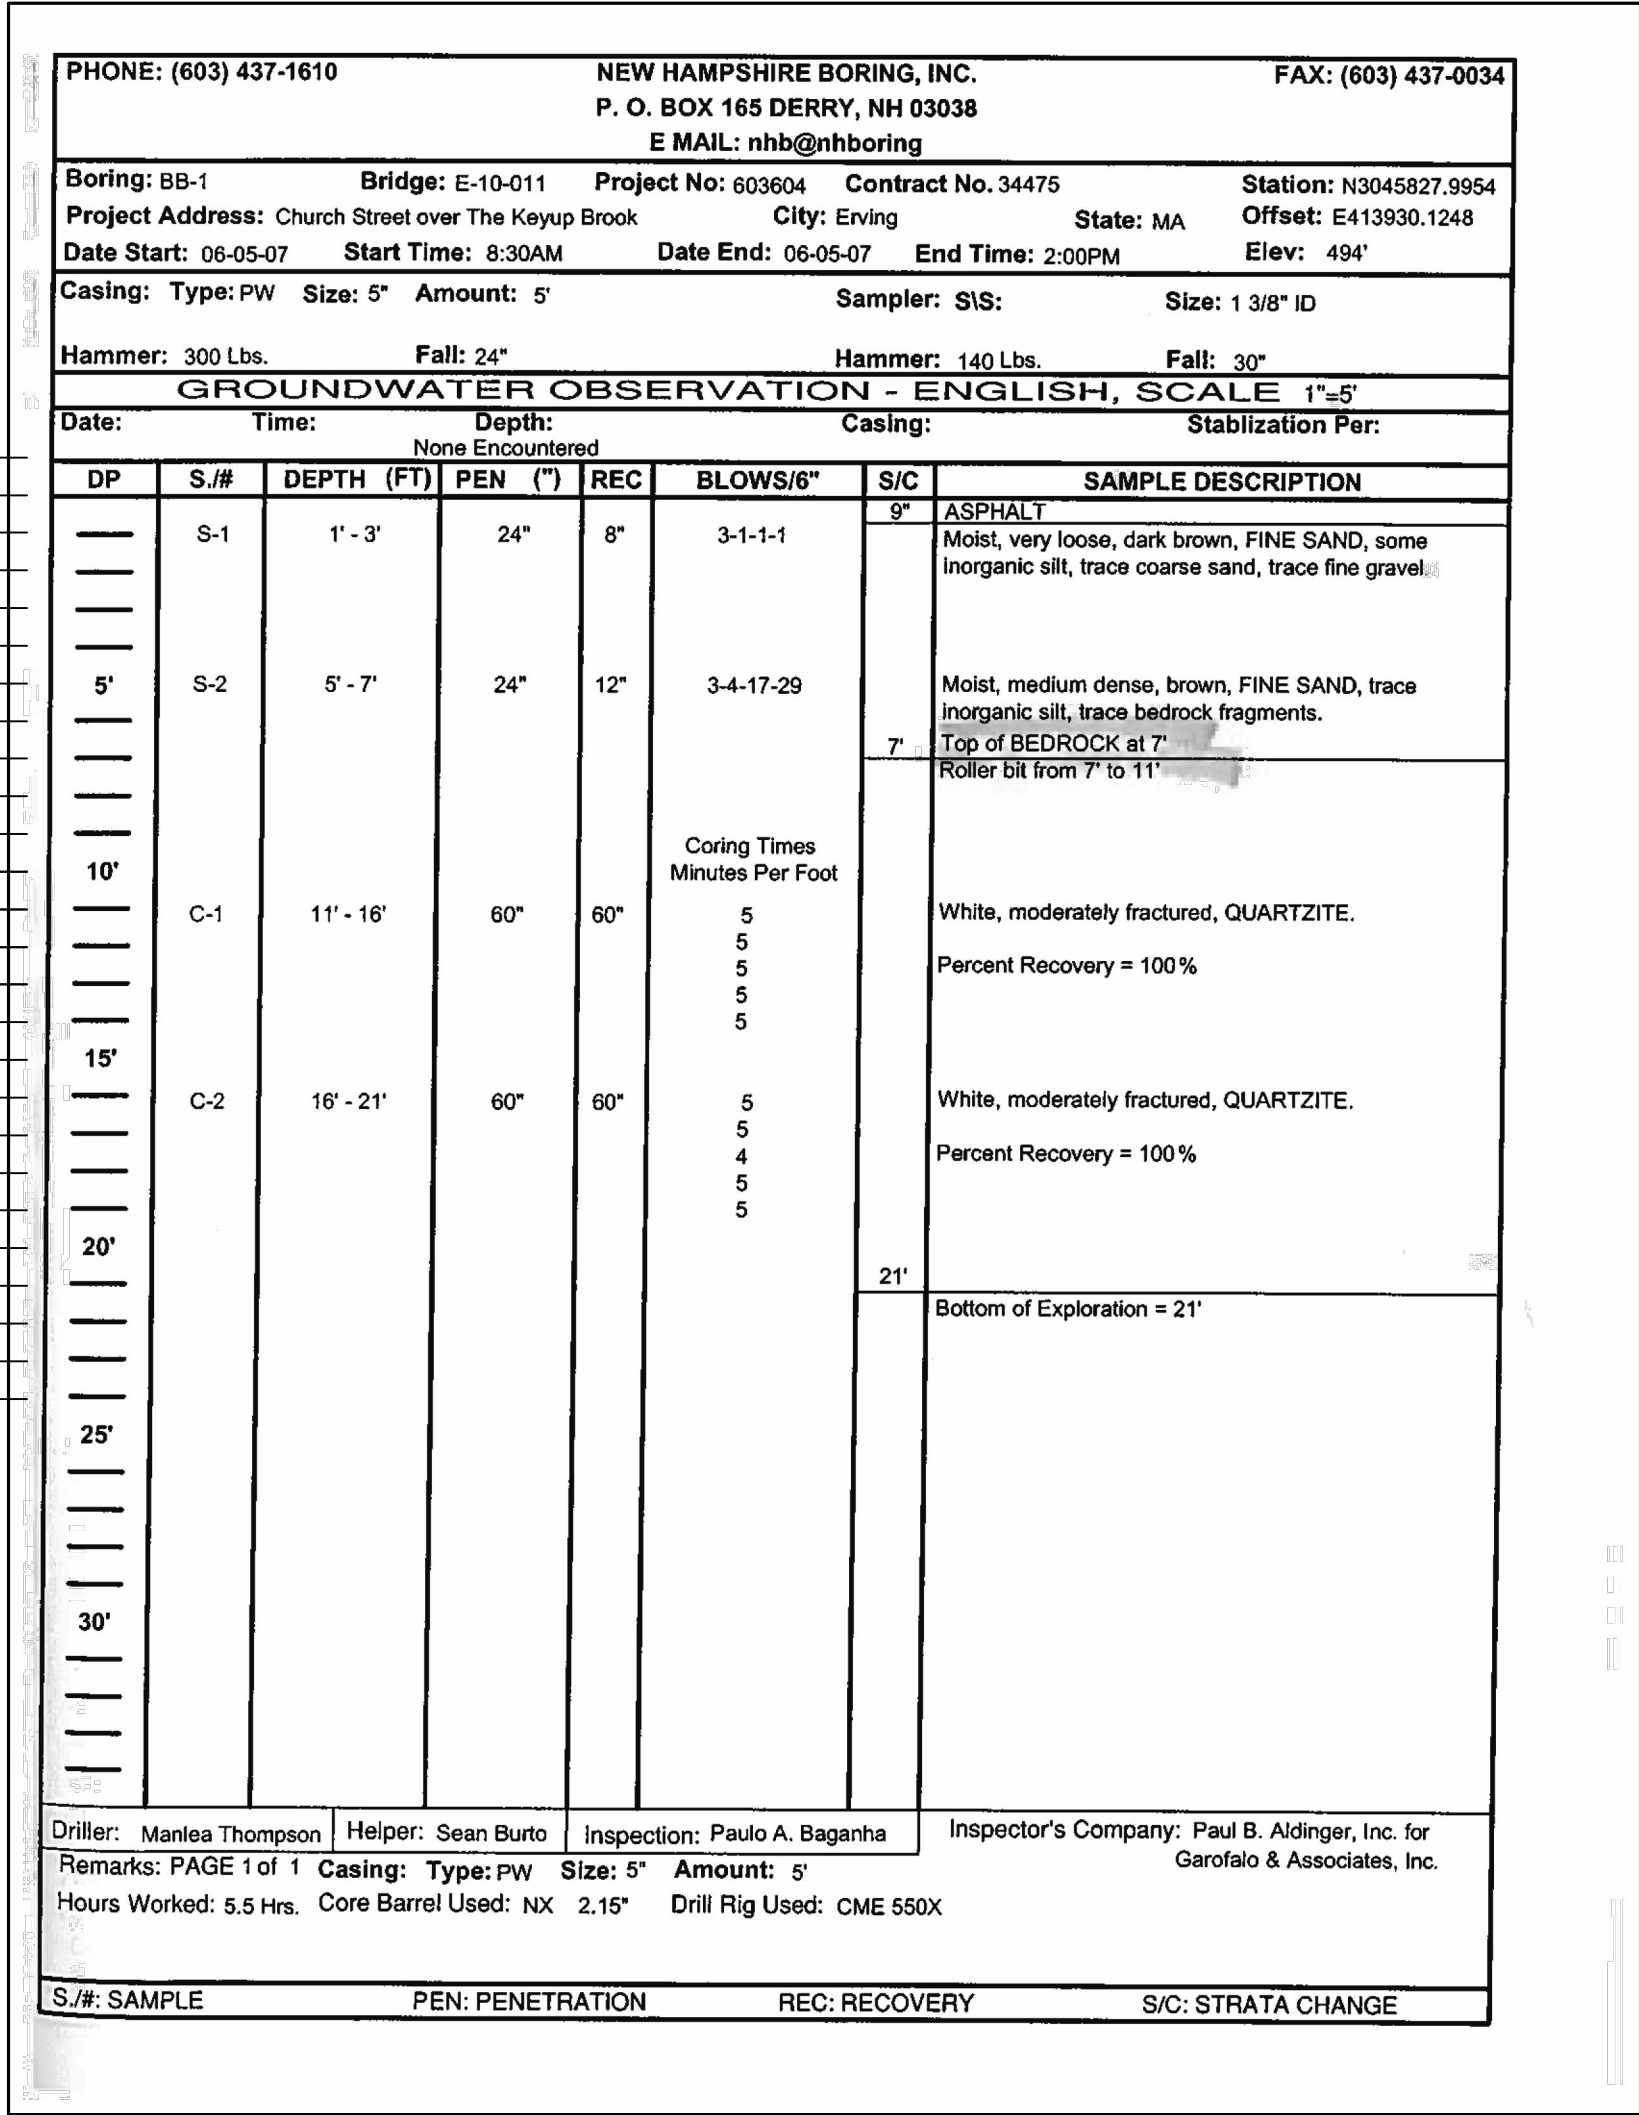 PHONE: (603) 437-1610 NEW HAMPSHIRE BORING, INC. FAX: (603) 437-0034
P. O. BOX 165 DERRY, NH 03038
E MAIL: nhb@nhboring
Boring: BB-1 Bridge: E-10-011 Project No: 603604 Contract No. 34475 Station: N3045827.9954
Project Address: Church Street over The Keyup Brook City: Erving State: MA Offset: E413930.1248
Date Start: 06-05-07 Start Time: 8:30AM Date End: 06-05-07 End Time: 2:00PM Elev: 494'
Casing: Type: PW Size: 5" Amount: 5' Sampler: S\S: Size: 1 3/8" ID
Hammer: 300 Lbs. Fall: 24" Hammer: 140 Lbs. Fall: 30"
GROUNDWATER OBSERVATION - ENGLISH, SCALE 1"=5'
Date: Time: Depth: Casing: Stablization Per:
None Encountered
DP S./# DEPTH (FT) PEN (") REC BLOWS/6" S/C SAMPLE DESCRIPTION
9" ASPHALT
S-1 1' - 3' 24" 8" 3-1-1-1 Moist, very loose, dark brown, FINE SAND, some
inorganic silt, trace coarse sand, trace fine gravel.
5' S-2 5' - 7' 24" 12" 3-4-17-29 Moist, medium dense, brown, FINE SAND, trace
inorganic silt, trace bedrock fragments.
7' Top of BEDROCK at 7'
Roller bit from 7' to 11'
Coring Times
10' Minutes Per Foot
C-1 11' - 16' 60" 60" 5 White, moderately fractured, QUARTZITE.
5
5 Percent Recovery = 100%
5
5
15'
C-2 16' - 21' 60" 60" 5 White, moderately fractured, QUARTZITE.
5
4 Percent Recovery = 100%
5
5
20'
21'
Bottom of Exploration = 21'
25'
30'
Driller: Manlea Thompson Helper: Sean Burto Inspection: Paulo A. Baganha Inspector's Company: Paul B. Aldinger, Inc. for
Garofalo & Associates, Inc.
Remarks: PAGE 1 of 1 Casing: Type: PW Size: 5" Amount: 5'
Hours Worked: 5.5 Hrs. Core Barrel Used: NX 2.15" Drill Rig Used: CME 550X
S./#: SAMPLE PEN: PENETRATION REC: RECOVERY S/C: STRATA CHANGE